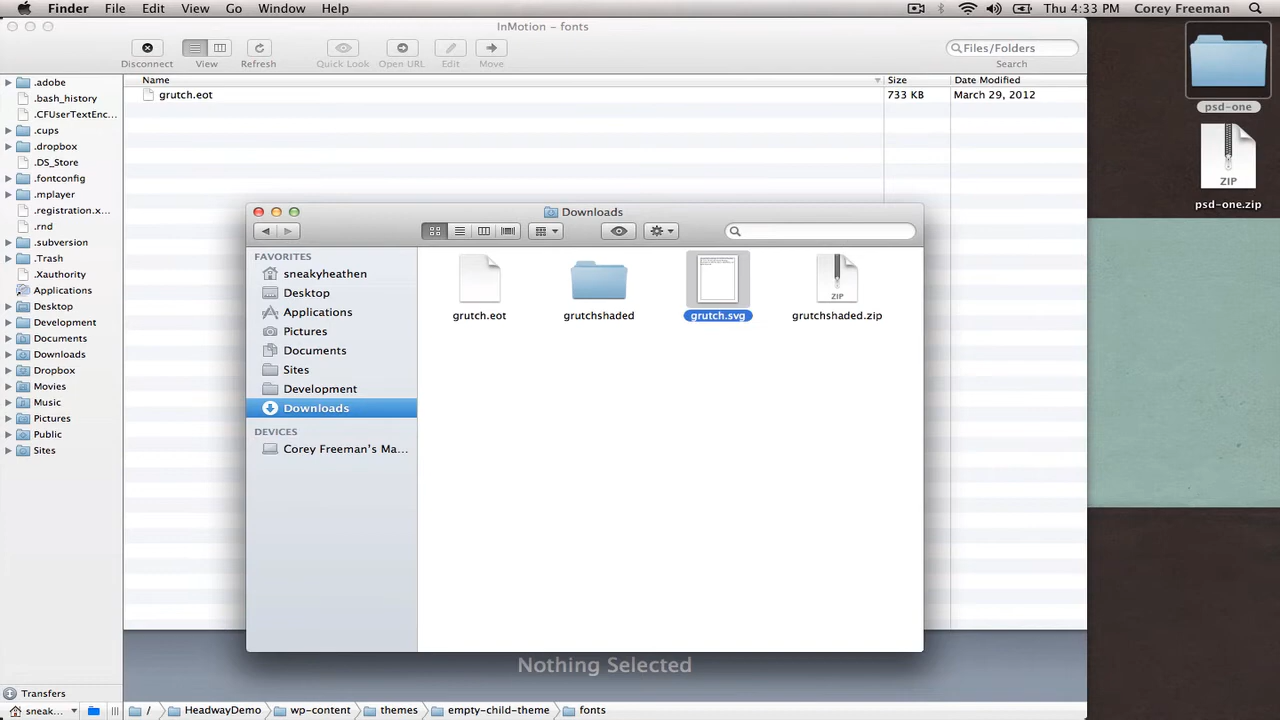 Finder File Edit View Go Window Help Thu 4:33 PM Corey Freeman
InMotion – fonts
Disconnect View Refresh Quick Look Open URL Edit Move Files/Folders Search
Name Size Date Modified
grutch.eot 733 KB March 29, 2012
.adobe
.bash_history
.CFUserTextEnc...
.cups
.dropbox
.DS_Store
.fontconfig
.mplayer
.registration.x...
.rnd
.subversion
.Trash
.Xauthority
Applications
Desktop
Development
Documents
Downloads
Dropbox
Movies
Music
Pictures
Public
Sites
Transfers
sneak...
Downloads
FAVORITES
sneakyheathen
Desktop
Applications
Pictures
Documents
Sites
Development
Downloads
DEVICES
Corey Freeman's Ma...
ZIP
grutch.eot grutchshaded grutch.svg grutchshaded.zip
Nothing Selected
/ HeadwayDemo wp-content themes empty-child-theme fonts
psd-one
ZIP
psd-one.zip